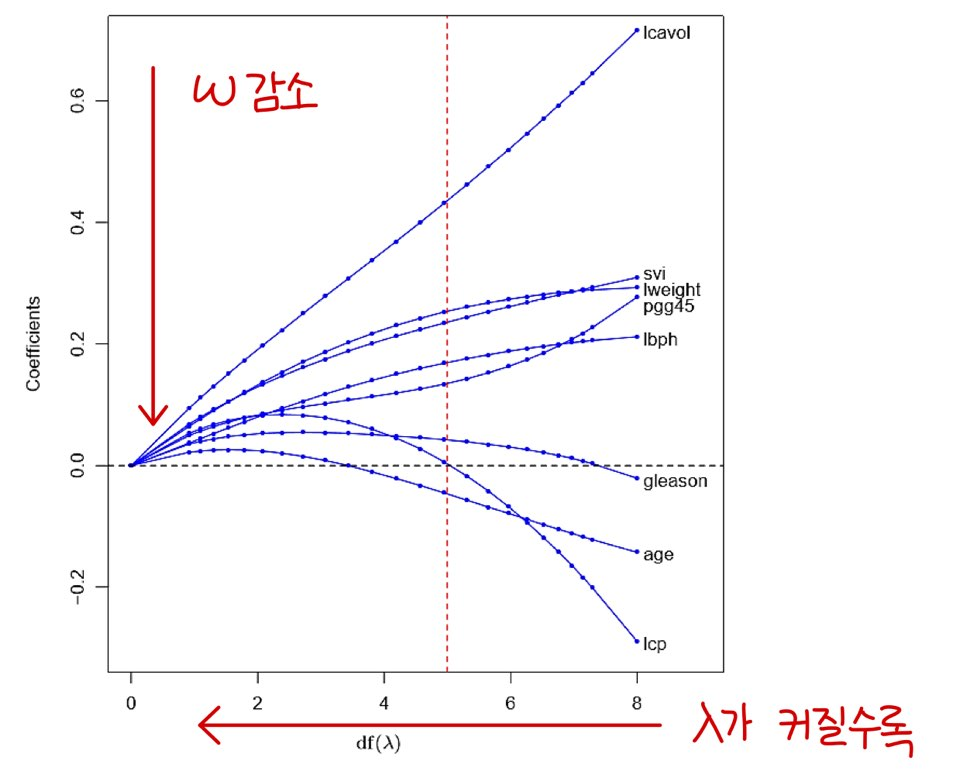 lcavol
ω 감소
0.6
0.4
svi
lweight
pgg45
Coefficients
0.2
lbph
0.0
gleason
age
−0.2
lcp
0 2 4 6 8
λ가 커질수록
df(λ)